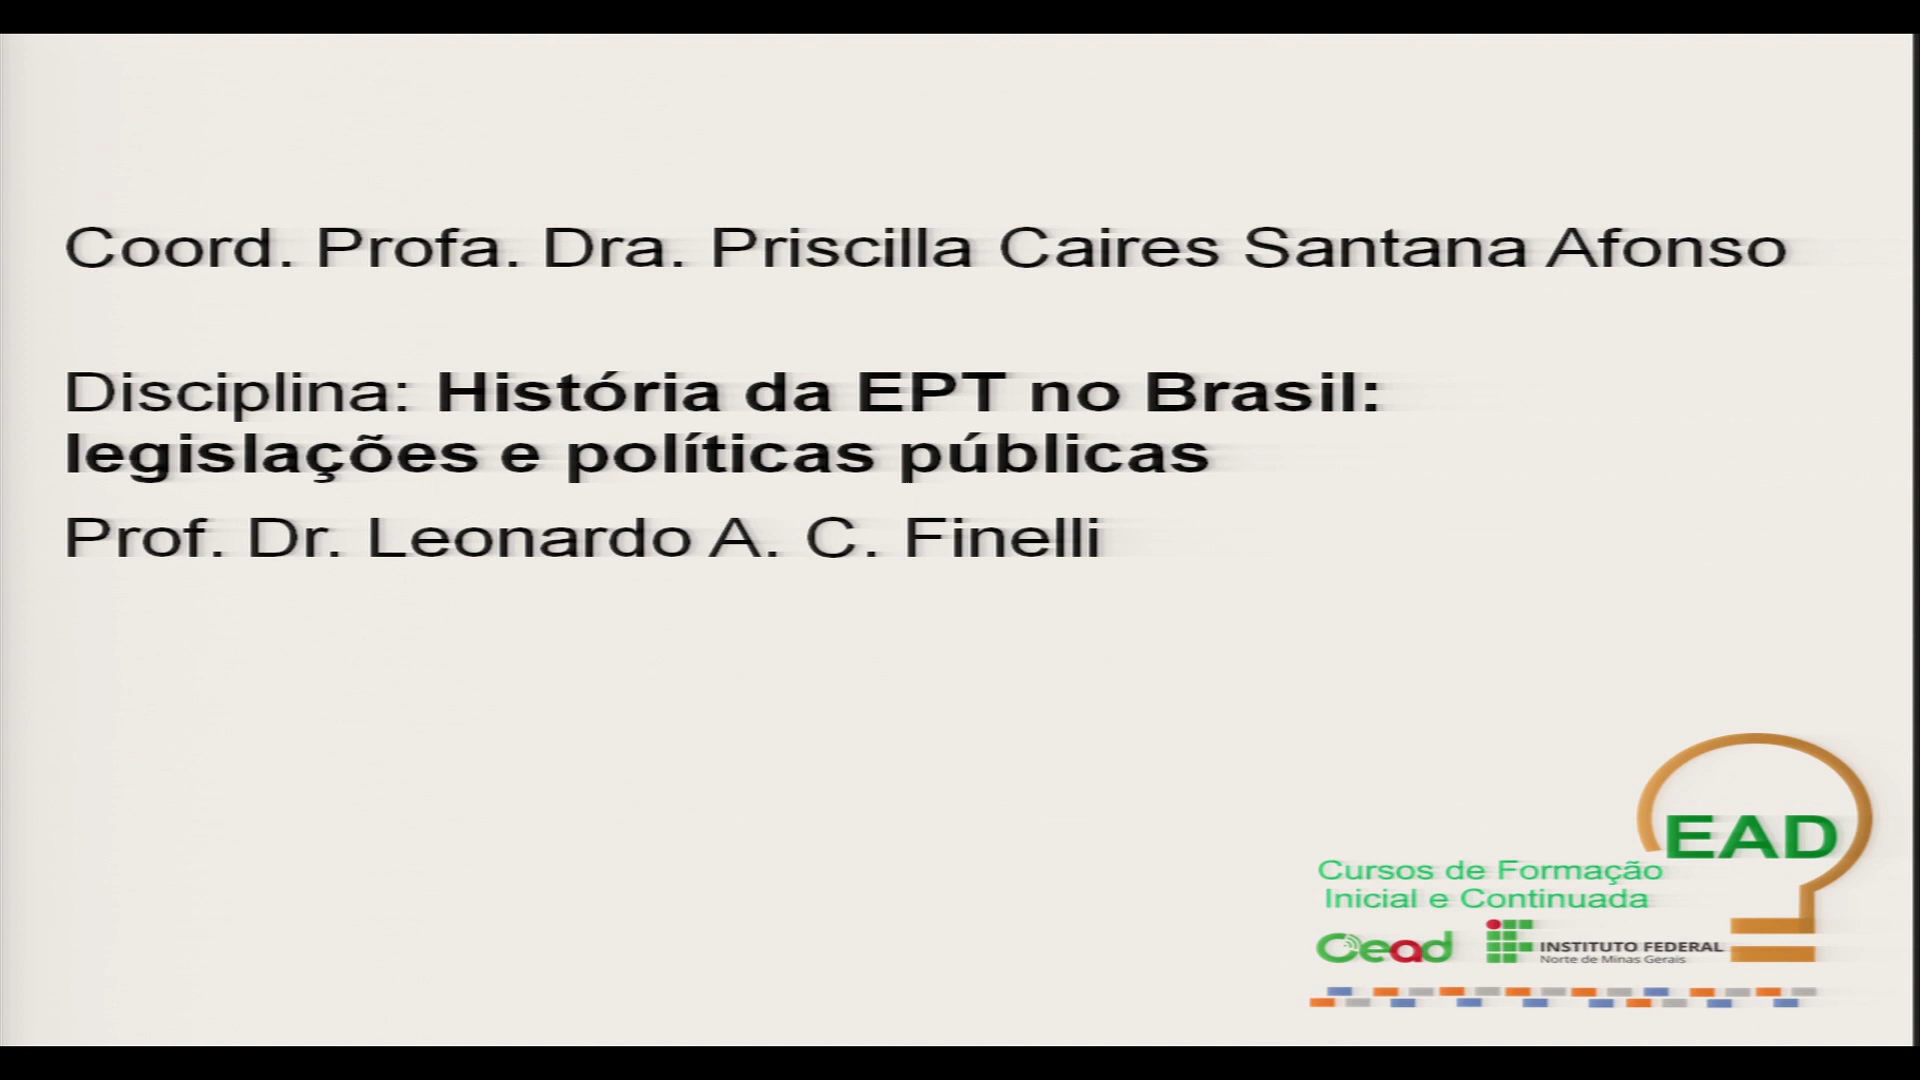 Coord. Profa. Dra. Priscilla Caires Santana Afonso
Disciplina: História da EPT no Brasil:
legislações e políticas públicas
Prof. Dr. Leonardo A. C. Finelli
EAD
Cursos de Formação
Inicial e Continuada
Cead
INSTITUTO FEDERAL
Norte de Minas Gerais